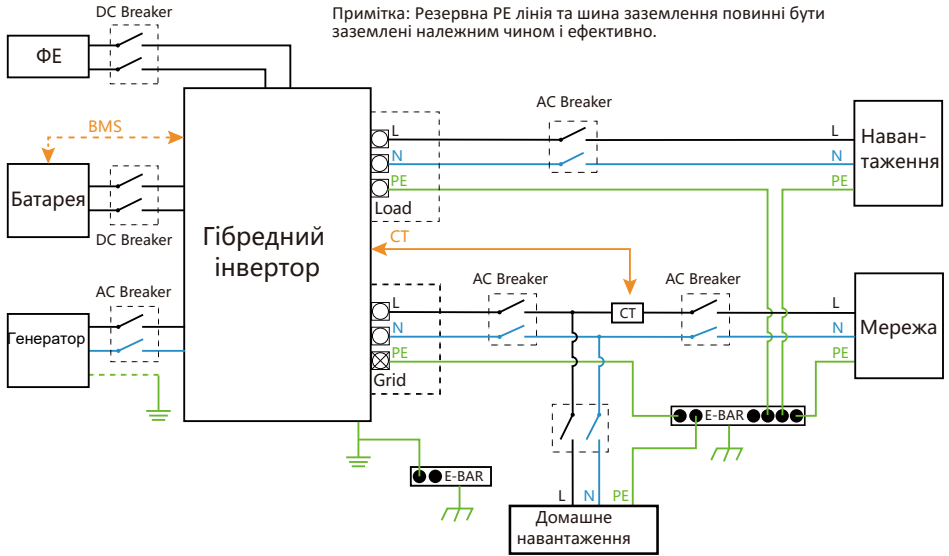 DC Breaker
Примітка: Резервна PE лінія та шина заземлення повинні бути
заземлені належним чином і ефективно.
ФЕ
BMS
AC Breaker
L
L
N
N
PE
PE
Load
Наван-
таження
Батарея
DC Breaker
Гібредний
інвертор
CT
AC Breaker
AC Breaker
AC Breaker
L
CT
L
N
N
PE
PE
Grid
Генератор
Мережа
E-BAR
E-BAR
L
N
PE
Домашне
навантаження